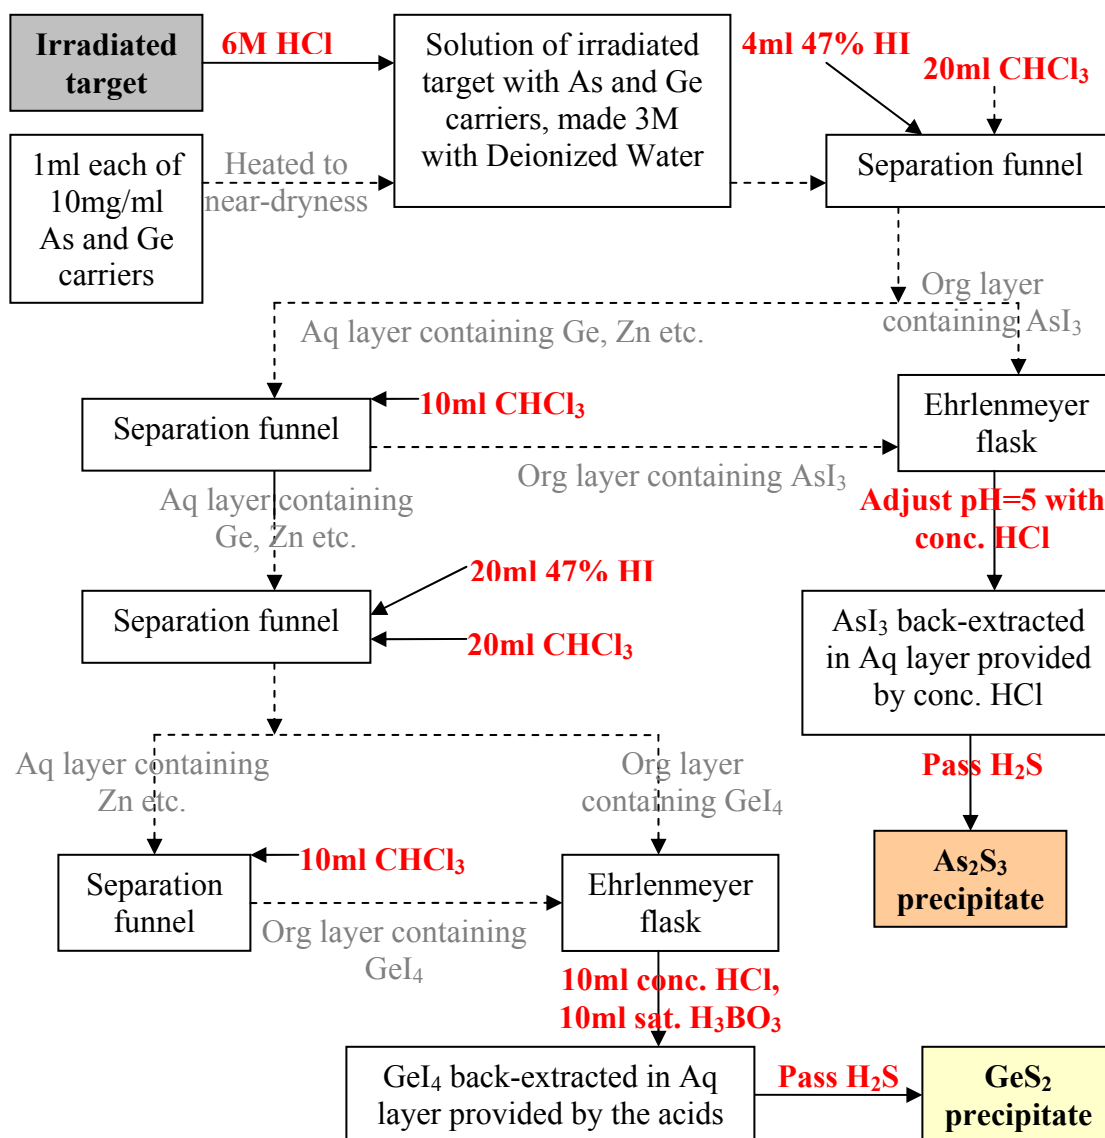 Irradiated
target
6M HCl
Solution of irradiated
target with As and Ge
carriers, made 3M
with Deionized Water
4ml 47% HI
20ml CHCl₃
1ml each of
10mg/ml
As and Ge
carriers
Heated to
near-dryness
Separation funnel
Aq layer containing Ge, Zn etc.
Org layer
containing AsI₃
Separation funnel
10ml CHCl₃
Org layer containing AsI₃
Ehrlenmeyer
flask
Aq layer containing
Ge, Zn etc.
Adjust pH=5 with
conc. HCl
Separation funnel
20ml 47% HI
20ml CHCl₃
AsI₃ back-extracted
in Aq layer provided
by conc. HCl
Aq layer containing
Zn etc.
Org layer
containing GeI₄
Pass H₂S
As₂S₃
precipitate
Separation
funnel
10ml CHCl₃
Org layer containing
GeI₄
Ehrlenmeyer
flask
10ml conc. HCl,
10ml sat. H₃BO₃
GeI₄ back-extracted in Aq
layer provided by the acids
Pass H₂S
GeS₂
precipitate